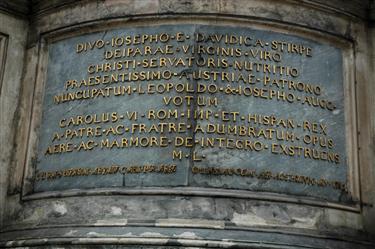 DIVO·IOSEPHO·E·DAVIDICA·STIRPE
DEIPARAE·VIRGINIS·VIRO
CHRISTI·SERVATORIS·NUTRITIO
PRAESENTISSIMO·AUSTRIAE·PATRONO
NUNCUPATUM·LEOPOLDO·&·IOSEPHO·AUGG·
VOTUM
CAROLUS·VI·ROM·IMP·ET·HISPAN·REX
A·PATRE·AC·FRATRE·ADUMBRATUM·OPUS
AERE·AC·MARMORE·DE·INTEGRO·EXSTRUENS
M·L·